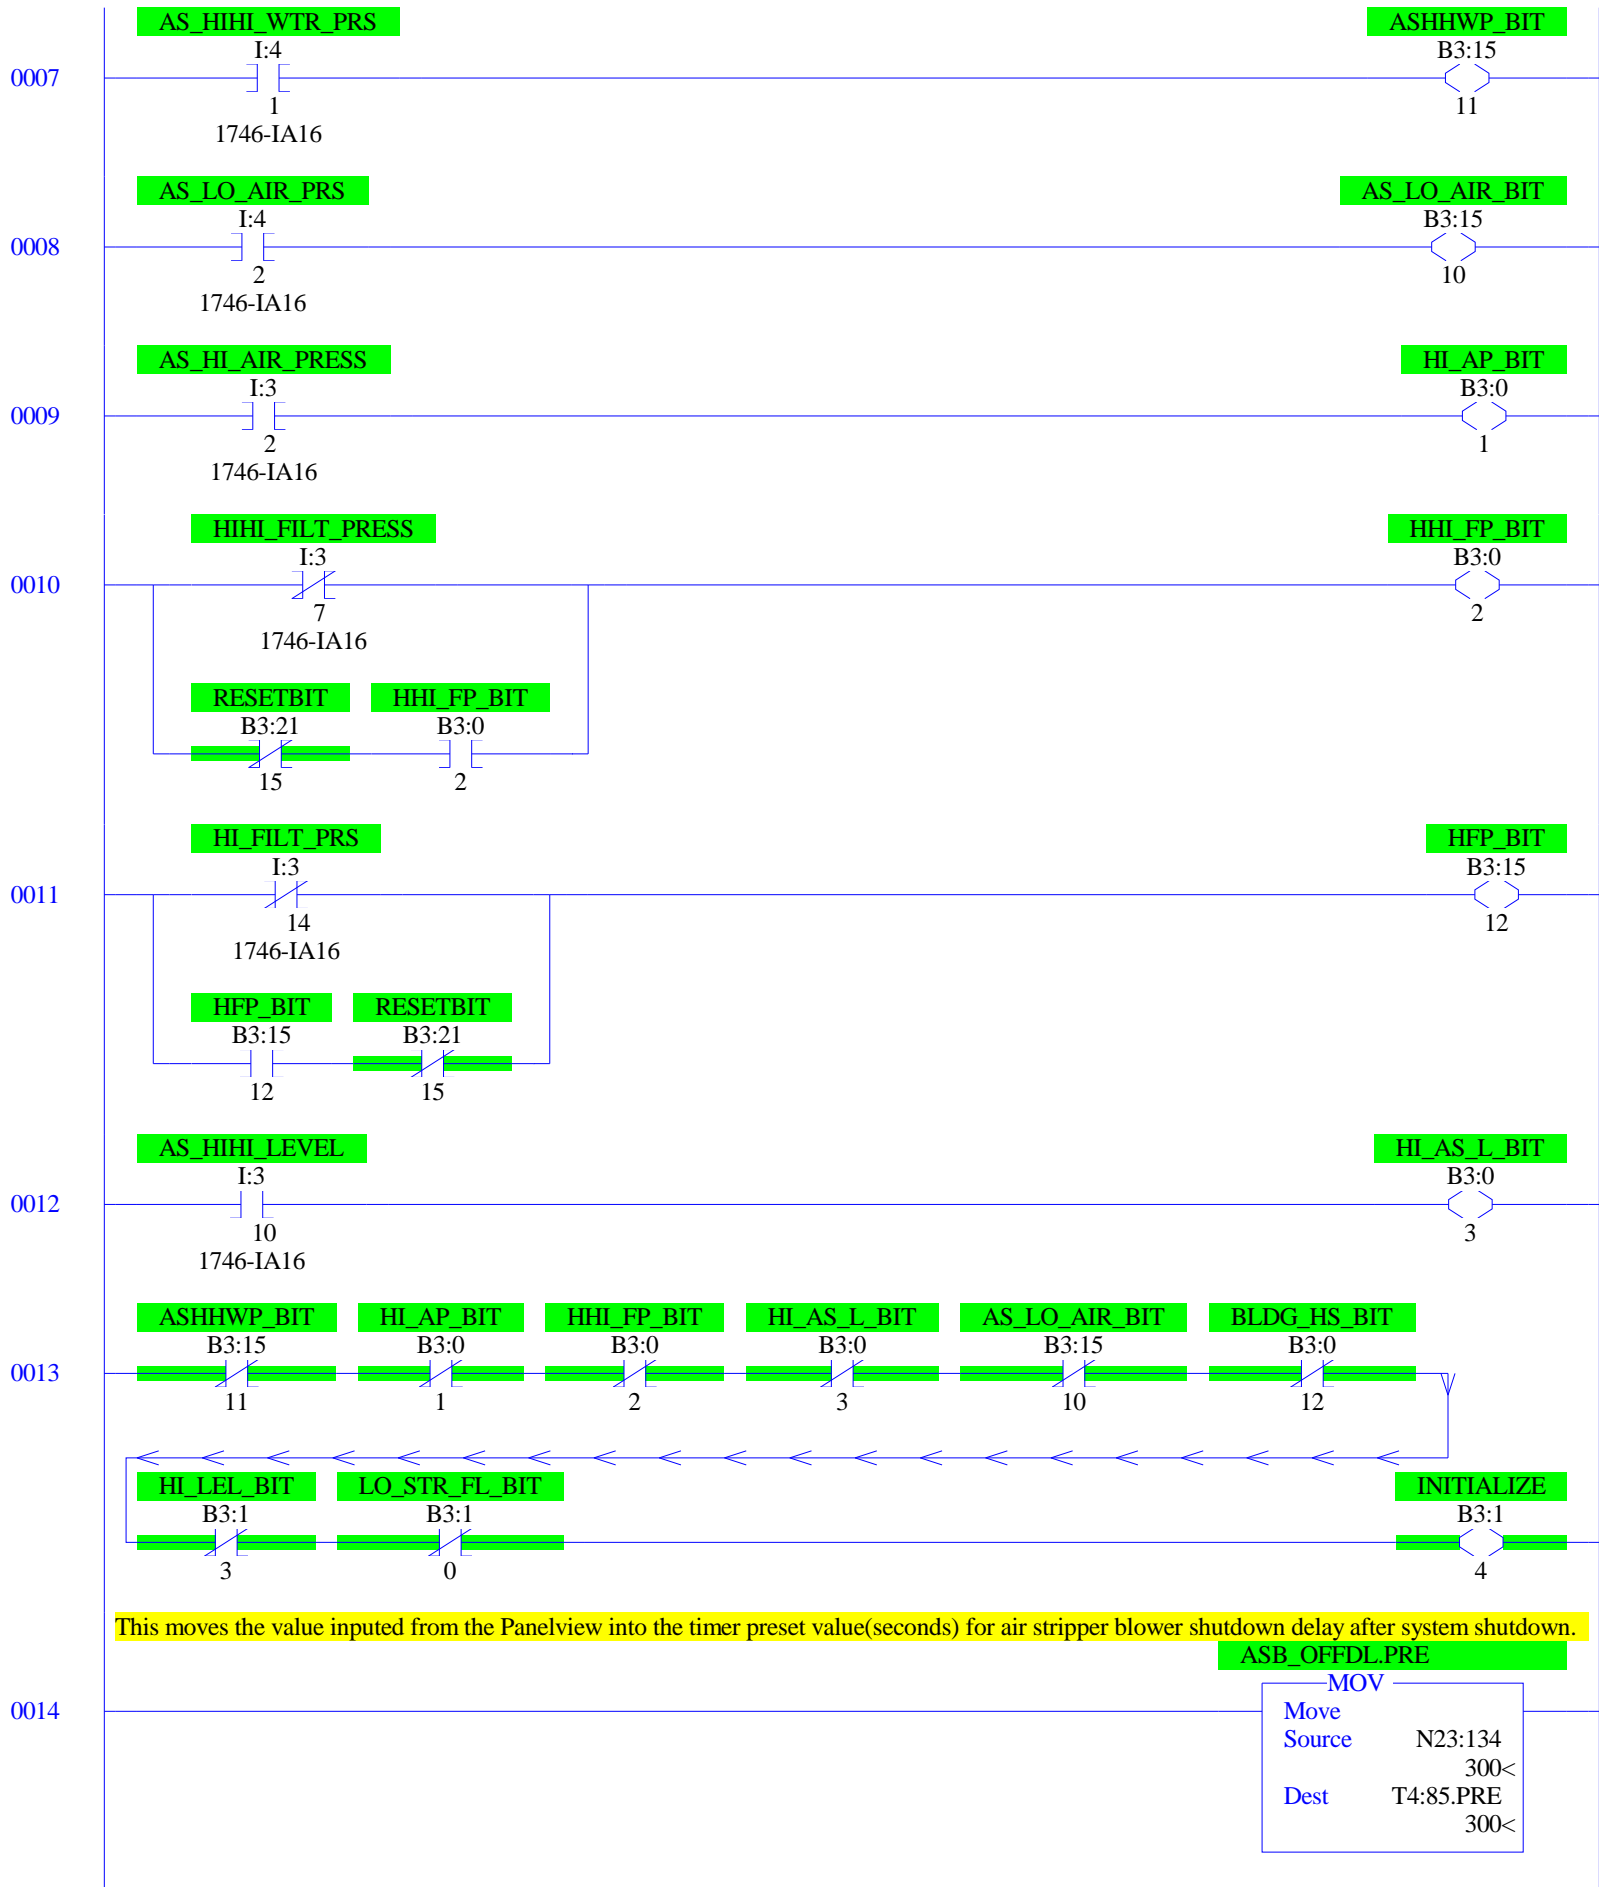 AS_HIHI_WTR_PRS ASHHWP_BIT
I:4 B3:15
0007
1 11
1746-IA16
AS_LO_AIR_PRS AS_LO_AIR_BIT
I:4 B3:15
0008
2 10
1746-IA16
AS_HI_AIR_PRESS HI_AP_BIT
I:3 B3:0
0009
2 1
1746-IA16
HIHI_FILT_PRESS HHI_FP_BIT
I:3 B3:0
0010
7 2
1746-IA16
RESETBIT HHI_FP_BIT
B3:21 B3:0
15 2
HI_FILT_PRS HFP_BIT
I:3 B3:15
0011
14 12
1746-IA16
HFP_BIT RESETBIT
B3:15 B3:21
12 15
AS_HIHI_LEVEL HI_AS_L_BIT
I:3 B3:0
0012
10 3
1746-IA16
ASHHWP_BIT HI_AP_BIT HHI_FP_BIT HI_AS_L_BIT AS_LO_AIR_BIT BLDG_HS_BIT
B3:15 B3:0 B3:0 B3:0 B3:15 B3:0
0013
11 1 2 3 10 12
HI_LEL_BIT LO_STR_FL_BIT INITIALIZE
B3:1 B3:1 B3:1
3 0 4
This moves the value inputed from the Panelview into the timer preset value(seconds) for air stripper blower shutdown delay after system shutdown.
ASB_OFFDL.PRE
MOV
0014 Move
Source N23:134
300<
Dest T4:85.PRE
300<